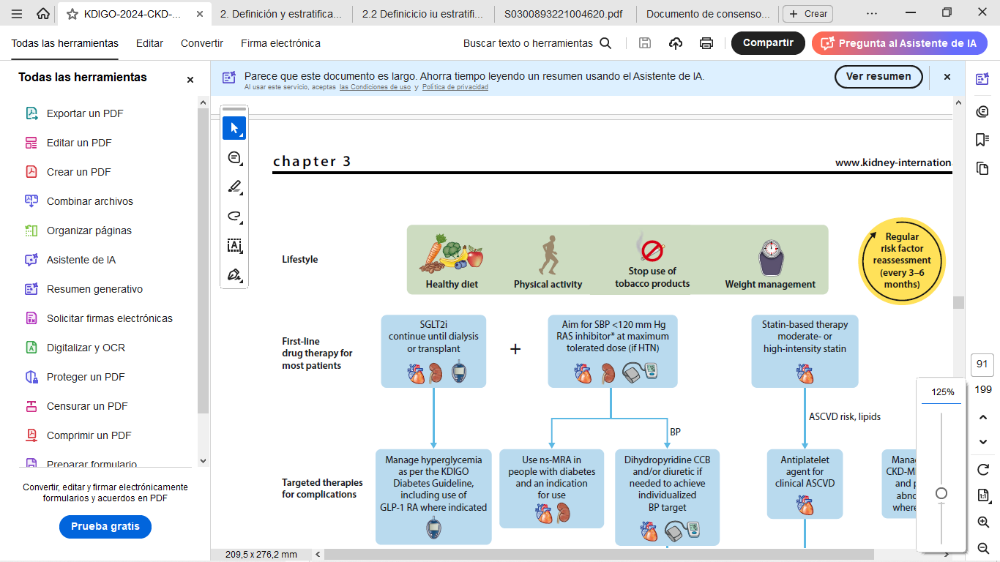 KDIGO-2024-CKD-...
2. Definición y estratifica...
2.2 Definicicio iu estratifi...
S0300893221004620.pdf
Documento de consenso...
Crear
Todas las herramientas
Editar
Convertir
Firma electrónica
Buscar texto o herramientas
Compartir
Pregunta al Asistente de IA
Todas las herramientas
Exportar un PDF
Editar un PDF
Crear un PDF
Combinar archivos
Organizar páginas
Asistente de IA
Resumen generativo
Solicitar firmas electrónicas
Digitalizar y OCR
Proteger un PDF
Censurar un PDF
Comprimir un PDF
Preparar formulario
Convertir, editar y firmar electrónicamente
formularios y acuerdos en PDF
Prueba gratis
Parece que este documento es largo. Ahorra tiempo leyendo un resumen usando el Asistente de IA.
Al usar este servicio, aceptas las Condiciones de uso y Política de privacidad
Ver resumen
chapter 3
www.kidney-internationa
Lifestyle
Healthy diet
Physical activity
Stop use of
tobacco products
Weight management
Regular
risk factor
reassessment
(every 3–6
months)
First-line
drug therapy for
most patients
SGLT2i
continue until dialysis
or transplant
+
Aim for SBP <120 mm Hg
RAS inhibitor* at maximum
tolerated dose (if HTN)
Statin-based therapy
moderate- or
high-intensity statin
ASCVD risk, lipids
BP
Targeted therapies
for complications
Manage hyperglycemia
as per the KDIGO
Diabetes Guideline,
including use of
GLP-1 RA where indicated
Use ns-MRA in
people with diabetes
and an indication
for use
Dihydropyridine CCB
and/or diuretic if
needed to achieve
individualized
BP target
Antiplatelet
agent for
clinical ASCVD
Mana
CKD-M
and p
abno
where
91
199
125%
1:1
209,5 x 276,2 mm